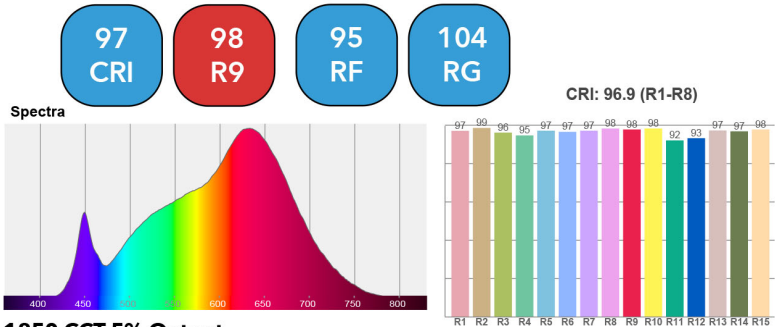 97 98 95 104
CRI R9 RF RG
CRI: 96.9 (R1-R8)
Spectra
97 99 96 95 97 97 97 98 98 98 92 93 97 97 98
400 450 500 550 600 650 700 750 800
R1 R2 R3 R4 R5 R6 R7 R8 R9 R10 R11 R12 R13 R14 R15